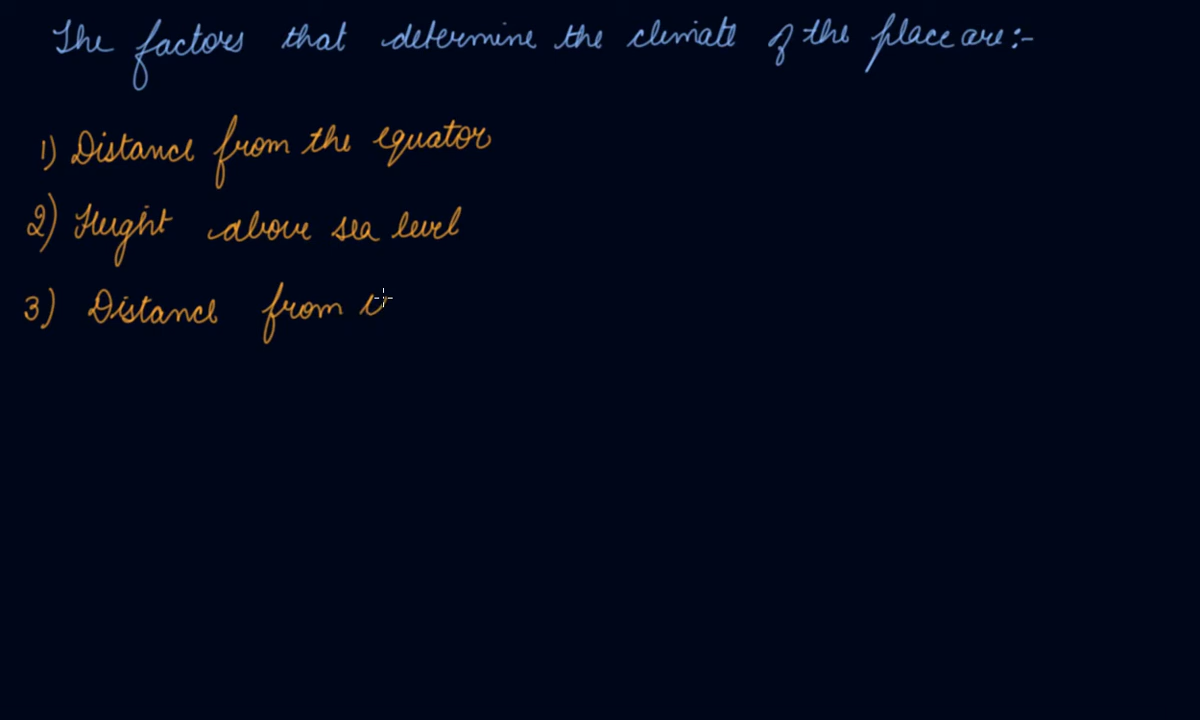 The factors that determine the climate of the place are :-
1) Distance from the equator
2) Height above sea level
3) Distance from